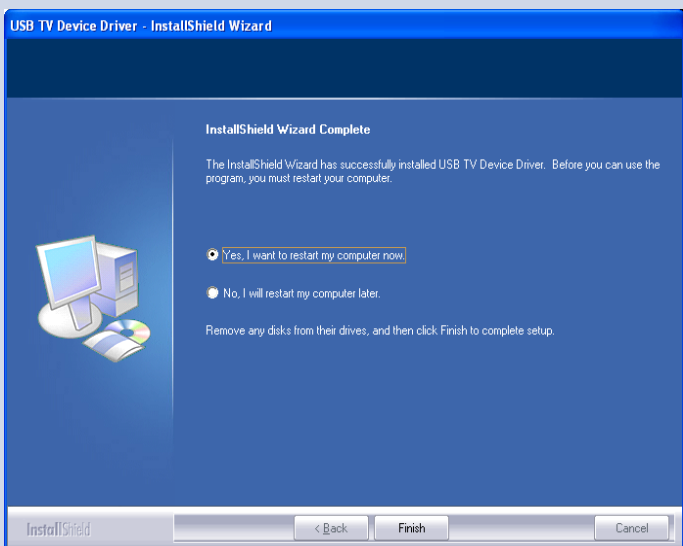 USB TV Device Driver - InstallShield Wizard
InstallShield Wizard Complete
The InstallShield Wizard has successfully installed USB TV Device Driver. Before you can use the
program, you must restart your computer.
Yes, I want to restart my computer now.
No, I will restart my computer later.
Remove any disks from their drives, and then click Finish to complete setup.
InstallShield
< Back
Finish
Cancel